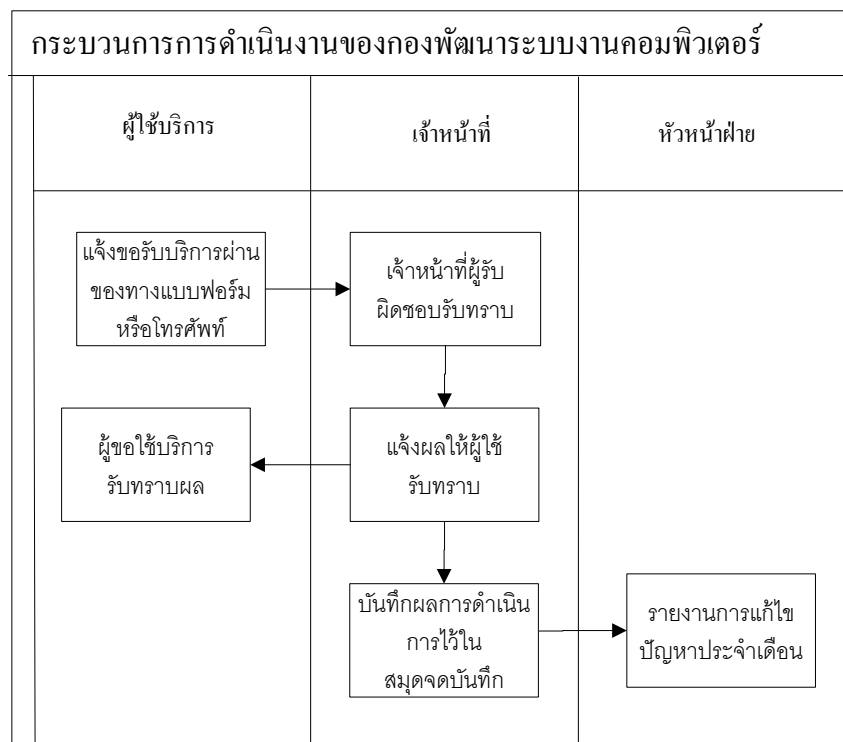 กระบวนการการดำเนินงานของกองพัฒนาระบบงานคอมพิวเตอร์
ผู้ใช้บริการ
เจ้าหน้าที่
หัวหน้าฝ่าย
แจ้งขอรับบริการผ่าน
ของทางแบบฟอร์ม
หรือโทรศัพท์
เจ้าหน้าที่ผู้รับ
ผิดชอบรับทราบ
ผู้ขอใช้บริการ
รับทราบผล
แจ้งผลให้ผู้ใช้
รับทราบ
บันทึกผลการดำเนิน
การไว้ใน
สมุดจดบันทึก
รายงานการแก้ไข
ปัญหาประจำเดือน